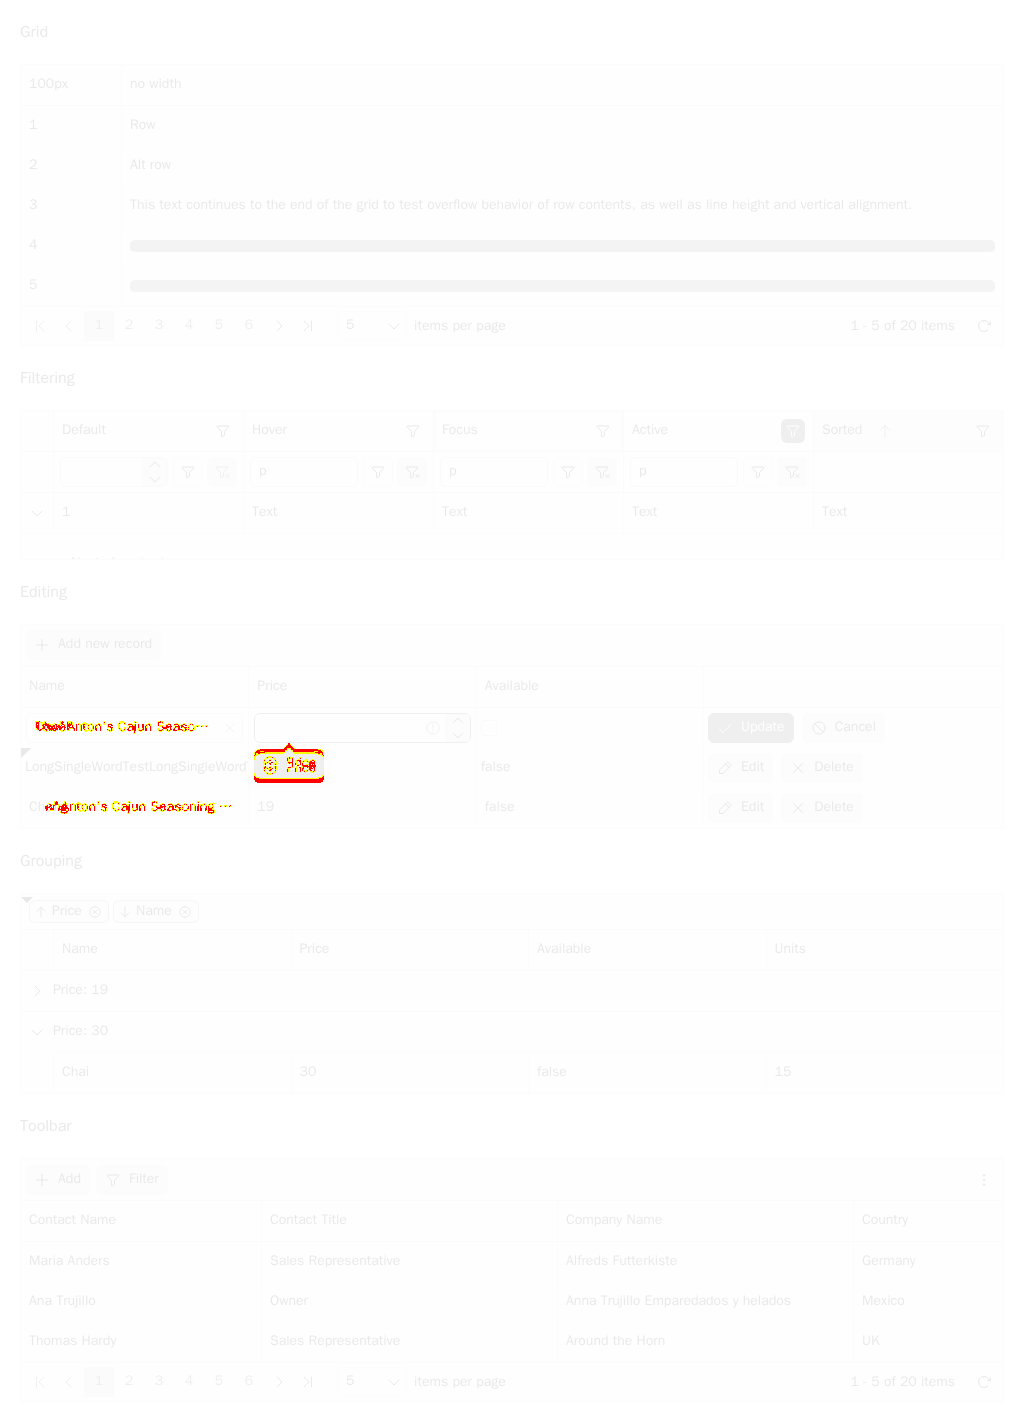 Grid
100px no width
1 Row
2 Alt row
3 This text continues to the end of the grid to test overflow behavior of row contents, as well as line height and vertical alignment.
4
5
1 2 3 4 5 6 5 items per page 1 - 5 of 20 items
Filtering
Default Hover Focus Active Sorted
p p p
1 Text Text Text Text
Editing
Add new record
Name Price Available
Anton's Cajun Seaso… Update Cancel
LongSingleWordTestLongSingleWord Price false Edit Delete
Anton's Cajun Seasoning … 19 false Edit Delete
Grouping
Price Name
Name Price Available Units
Price: 19
Price: 30
Chai 30 false 15
Toolbar
Add Filter
Contact Name Contact Title Company Name Country
Maria Anders Sales Representative Alfreds Futterkiste Germany
Ana Trujillo Owner Anna Trujillo Emparedados y helados Mexico
Thomas Hardy Sales Representative Around the Horn UK
1 2 3 4 5 6 5 items per page 1 - 5 of 20 items